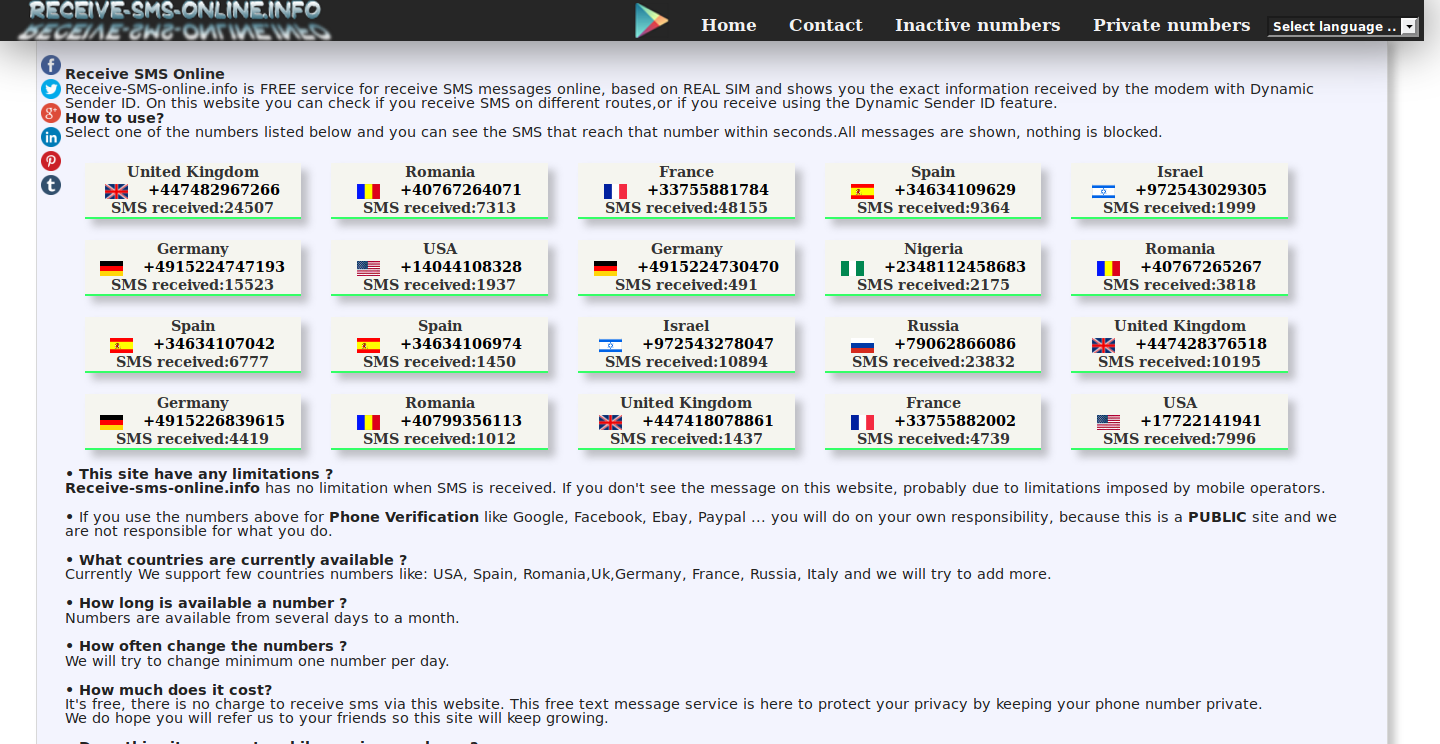 RECEIVE-SMS-ONLINE.INFO
Home Contact Inactive numbers Private numbers Select language ..
Receive SMS Online
Receive-SMS-online.info is FREE service for receive SMS messages online, based on REAL SIM and shows you the exact information received by the modem with Dynamic
Sender ID. On this website you can check if you receive SMS on different routes,or if you receive using the Dynamic Sender ID feature.
How to use?
Select one of the numbers listed below and you can see the SMS that reach that number within seconds.All messages are shown, nothing is blocked.
United Kingdom
+447482967266
SMS received:24507
Romania
+40767264071
SMS received:7313
France
+33755881784
SMS received:48155
Spain
+34634109629
SMS received:9364
Israel
+972543029305
SMS received:1999
Germany
+4915224747193
SMS received:15523
USA
+14044108328
SMS received:1937
Germany
+4915224730470
SMS received:491
Nigeria
+2348112458683
SMS received:2175
Romania
+40767265267
SMS received:3818
Spain
+34634107042
SMS received:6777
Spain
+34634106974
SMS received:1450
Israel
+972543278047
SMS received:10894
Russia
+79062866086
SMS received:23832
United Kingdom
+447428376518
SMS received:10195
Germany
+4915226839615
SMS received:4419
Romania
+40799356113
SMS received:1012
United Kingdom
+447418078861
SMS received:1437
France
+33755882002
SMS received:4739
USA
+17722141941
SMS received:7996
• This site have any limitations ?
Receive-sms-online.info has no limitation when SMS is received. If you don't see the message on this website, probably due to limitations imposed by mobile operators.
• If you use the numbers above for Phone Verification like Google, Facebook, Ebay, Paypal ... you will do on your own responsibility, because this is a PUBLIC site and we
are not responsible for what you do.
• What countries are currently available ?
Currently We support few countries numbers like: USA, Spain, Romania,Uk,Germany, France, Russia, Italy and we will try to add more.
• How long is available a number ?
Numbers are available from several days to a month.
• How often change the numbers ?
We will try to change minimum one number per day.
• How much does it cost?
It's free, there is no charge to receive sms via this website. This free text message service is here to protect your privacy by keeping your phone number private.
We do hope you will refer us to your friends so this site will keep growing.